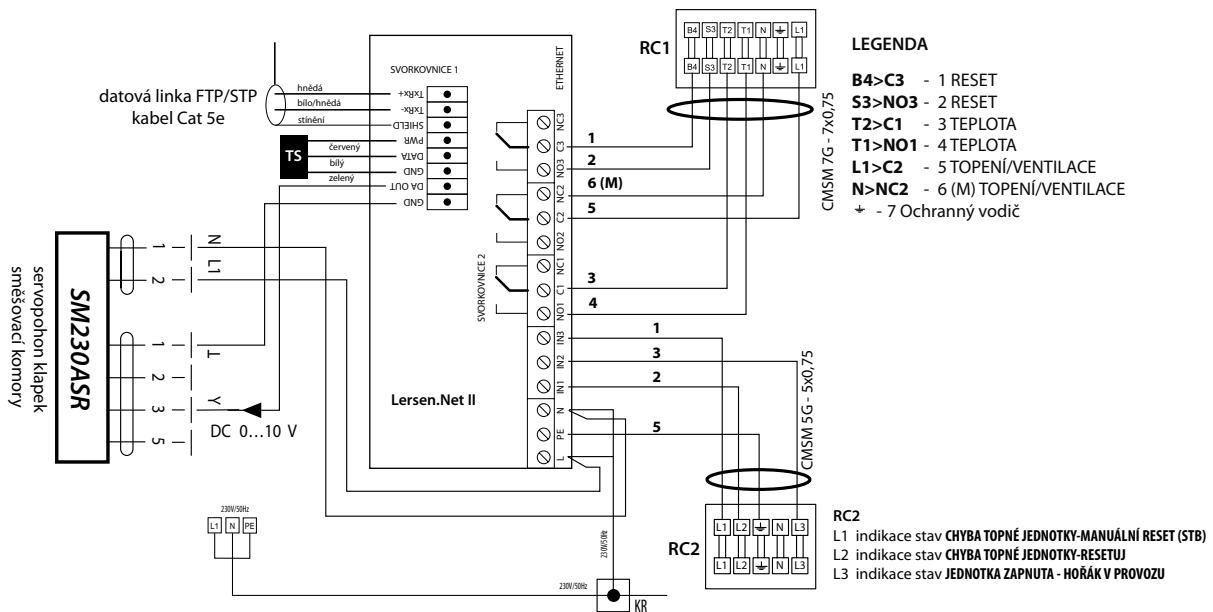 datová linka FTP/STP
kabel Cat 5e
hnědá
bílo/hnědá
stínění
TS
červený
bílý
zelený
SVORKOVNICE 1
TxRx+
TxRx-
SHIELD
PWR
DATA
GND
DA OUT
GND
ETHERNET
SVORKOVNICE 2
NC3
C3
NO3
NC2
C2
NO2
NC1
C1
NO1
IN3
IN2
IN1
N
PE
L
Lersen.Net II
1
2
6 (M)
5
3
4
1
3
2
5
RC1
B4 S3 T2 T1 N L1
B4 S3 T2 T1 N L1
CMSM 7G - 7x0,75
LEGENDA
B4>C3 - 1 RESET
S3>NO3 - 2 RESET
T2>C1 - 3 TEPLOTA
T1>NO1 - 4 TEPLOTA
L1>C2 - 5 TOPENÍ/VENTILACE
N>NC2 - 6 (M) TOPENÍ/VENTILACE
- 7 Ochranný vodič
servopohon klapek
směšovací komory
SM230ASR
1 N
2 L1
1 ⊥
2
3 Y
5
DC 0...10 V
230V/50Hz
L1 N PE
230V/50Hz
230V/50Hz
KR
CMSM 5G - 5x0,75
RC2
L1 L2 N L3
L1 L2 N L3
RC2
L1 indikace stav CHYBA TOPNÉ JEDNOTKY-MANUÁLNÍ RESET (STB)
L2 indikace stav CHYBA TOPNÉ JEDNOTKY-RESETUJ
L3 indikace stav JEDNOTKA ZAPNUTA - HOŘÁK V PROVOZU